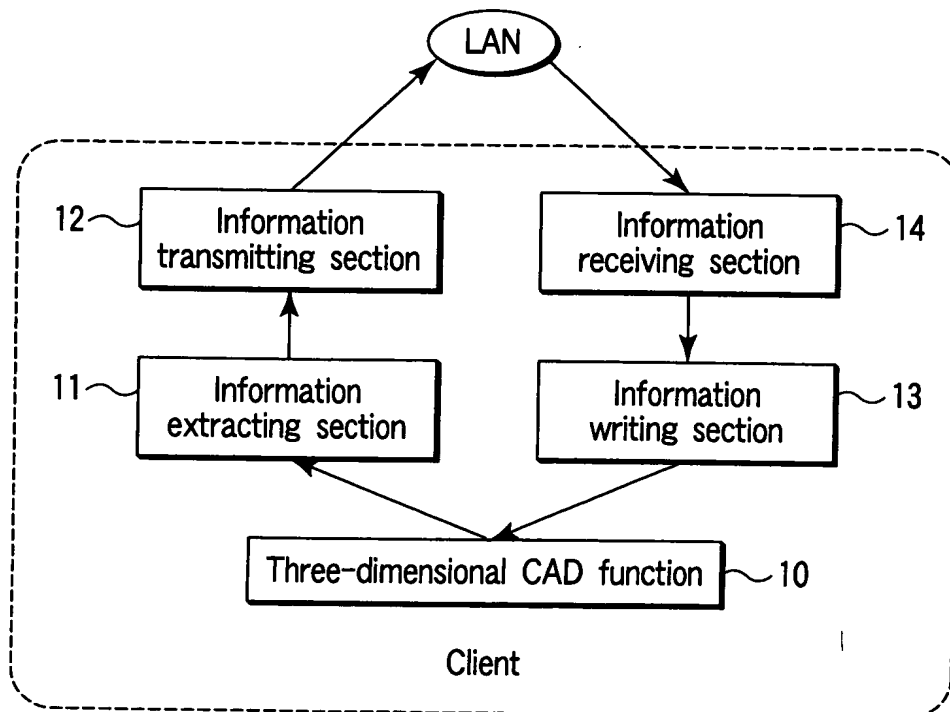 LAN
12
Information
transmitting section
Information
receiving section
14
11
Information
extracting section
Information
writing section
13
Three-dimensional CAD function
10
Client